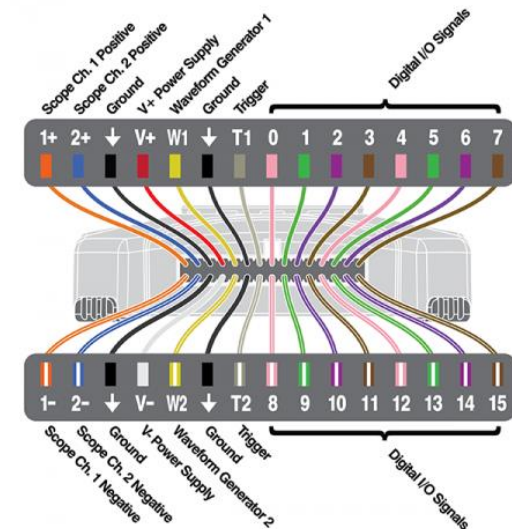 Scope Ch. 1 Positive
Scope Ch. 2 Positive
Ground
V+ Power Supply
Waveform Generator 1
Ground
Trigger
Digital I/O Signals
1+ 2+ ↓ V+ W1 ↓ T1 0 1 2 3 4 5 6 7
1− 2− ↓ V− W2 ↓ T2 8 9 10 11 12 13 14 15
Scope Ch. 1 Negative
Scope Ch. 2 Negative
Ground
V- Power Supply
Waveform Generator 2
Ground
Trigger
Digital I/O Signals